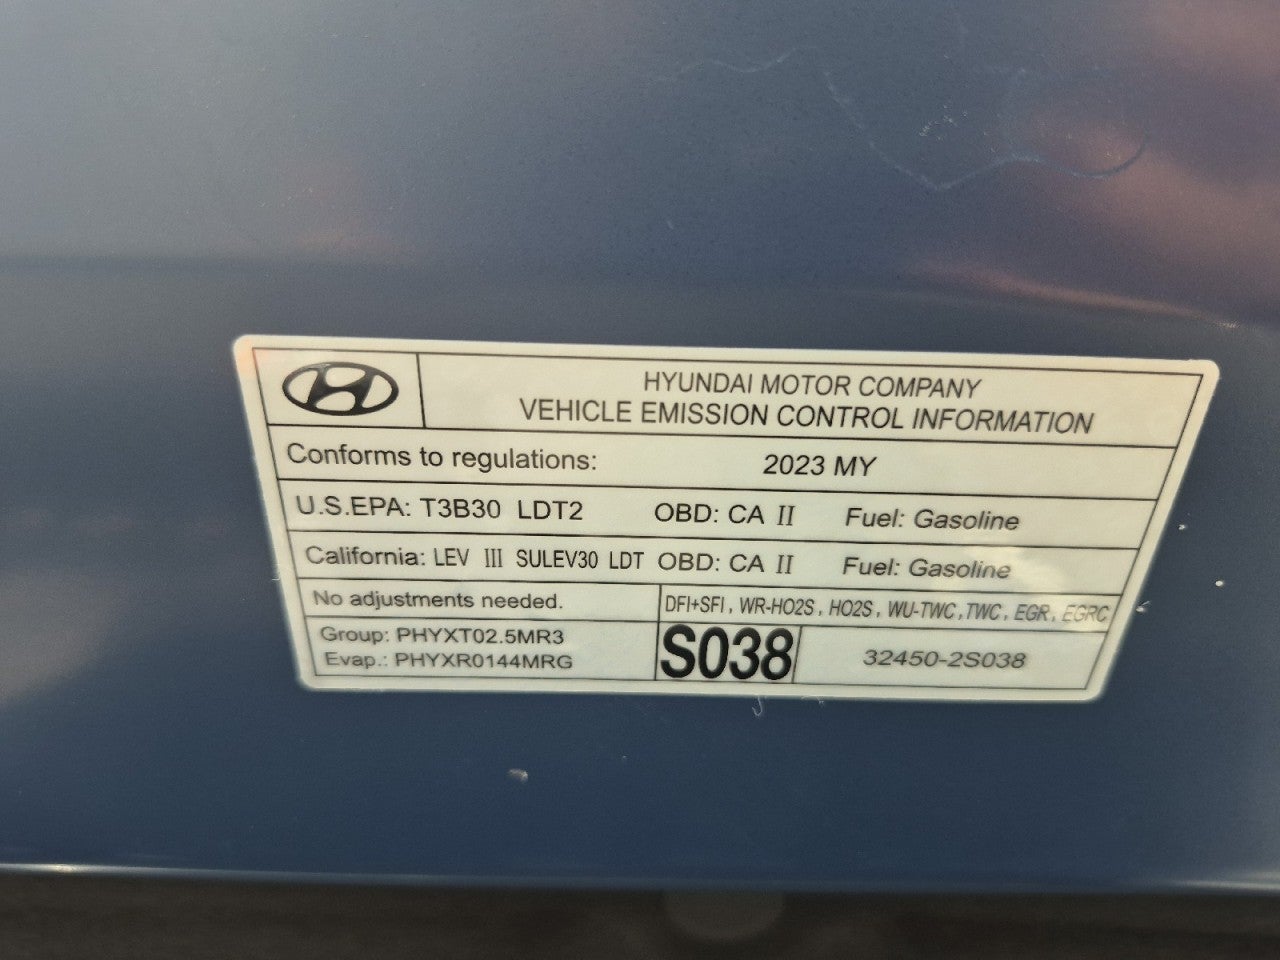 HYUNDAI MOTOR COMPANY
VEHICLE EMISSION CONTROL INFORMATION
Conforms to regulations: 2023 MY
U.S.EPA: T3B30 LDT2 OBD: CA II Fuel: Gasoline
California: LEV III SULEV30 LDT OBD: CA II Fuel: Gasoline
No adjustments needed. DFI+SFI, WR-HO2S, HO2S, WU-TWC, TWC, EGR, EGRC
Group: PHYXT02.5MR3
Evap.: PHYXR0144MRG
S038 32450-2S038